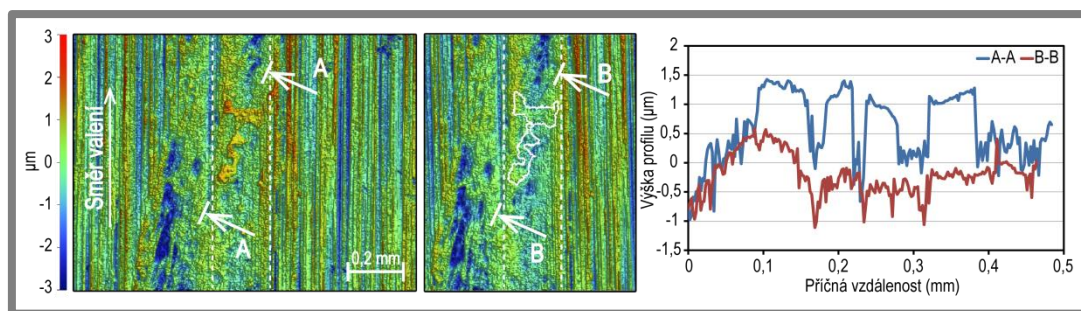 3
2
1
0
-1
-2
-3
µm
Směr valení
A
A
0.2 mm
B
B
2
1,5
1
0,5
0
-0,5
-1
-1,5
Výška profilu (µm)
A-A B-B
0 0,1 0,2 0,3 0,4 0,5
Příčná vzdálenost (mm)